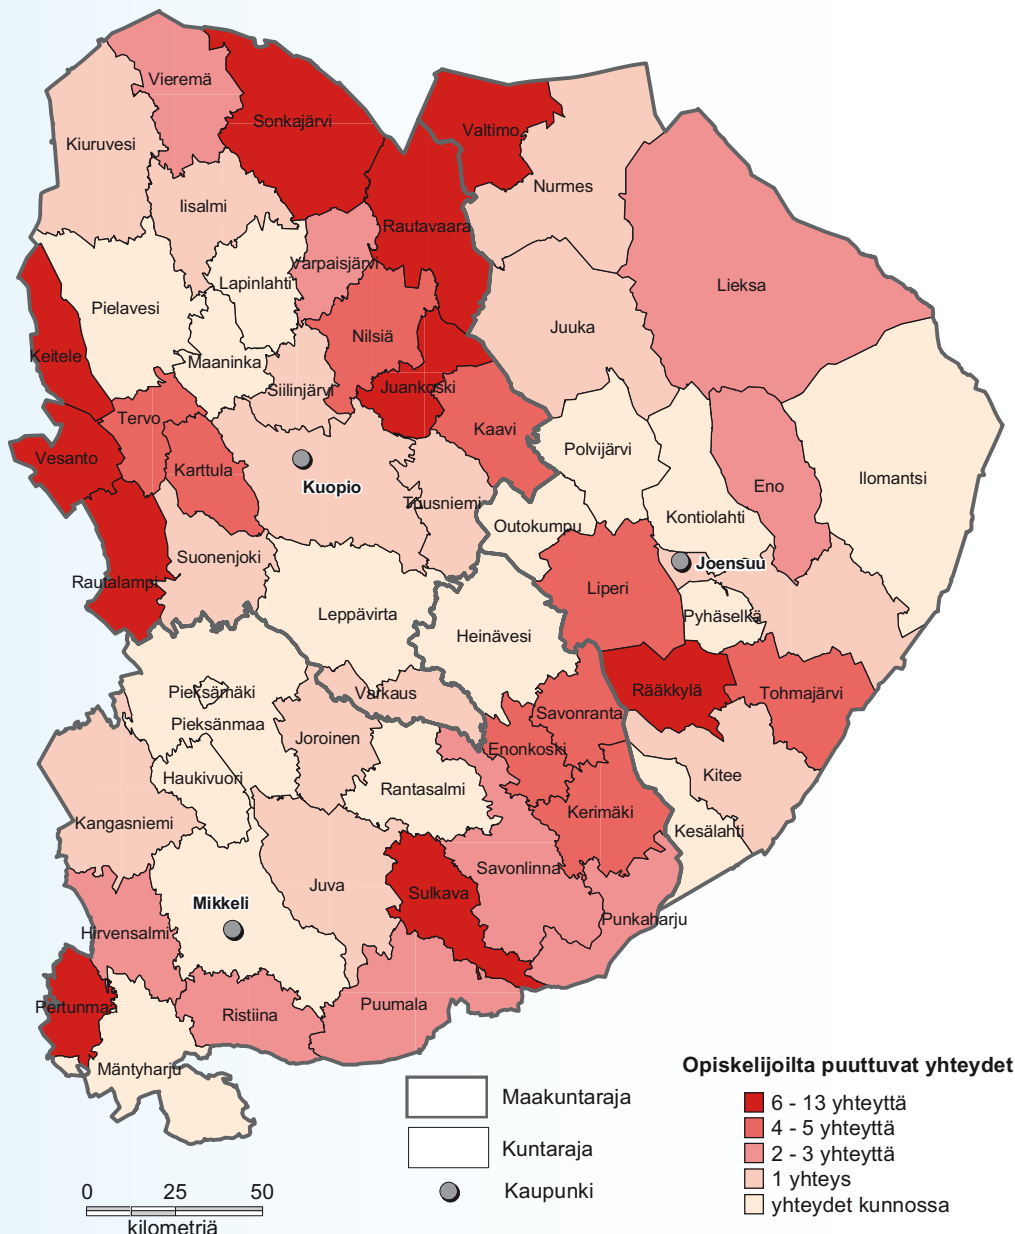 Vieremä
Sonkajärvi
Valtimo
Kiuruvesi
Nurmes
Iisalmi
Rautavaara
Varpaisjärvi
Lapinlahti
Lieksa
Pielavesi
Juuka
Nilsiä
Keitele
Maaninka
Siilinjärvi
Juankoski
Tervo
Kaavi
Polvijärvi
Vesanto
Karttula
Kuopio
Eno
Ilomantsi
Tuusniemi
Kontiolahti
Outokumpu
Suonenjoki
Joensuu
Rautalampi
Liperi
Leppävirta
Pyhäselkä
Heinävesi
Pieksämäki
Varkaus
Rääkkylä
Tohmajärvi
Savonranta
Pieksänmaa
Joroinen
Enonkoski
Haukivuori
Rantasalmi
Kitee
Kerimäki
Kangasniemi
Kesälahti
Savonlinna
Juva
Sulkava
Mikkeli
Punkaharju
Hirvensalmi
Pertunmaa
Puumala
Ristiina
Mäntyharju
Maakuntaraja
Kuntaraja
Kaupunki
0 25 50
kilometriä
Opiskelijoilta puuttuvat yhteydet
6 - 13 yhteyttä
4 - 5 yhteyttä
2 - 3 yhteyttä
1 yhteys
yhteydet kunnossa